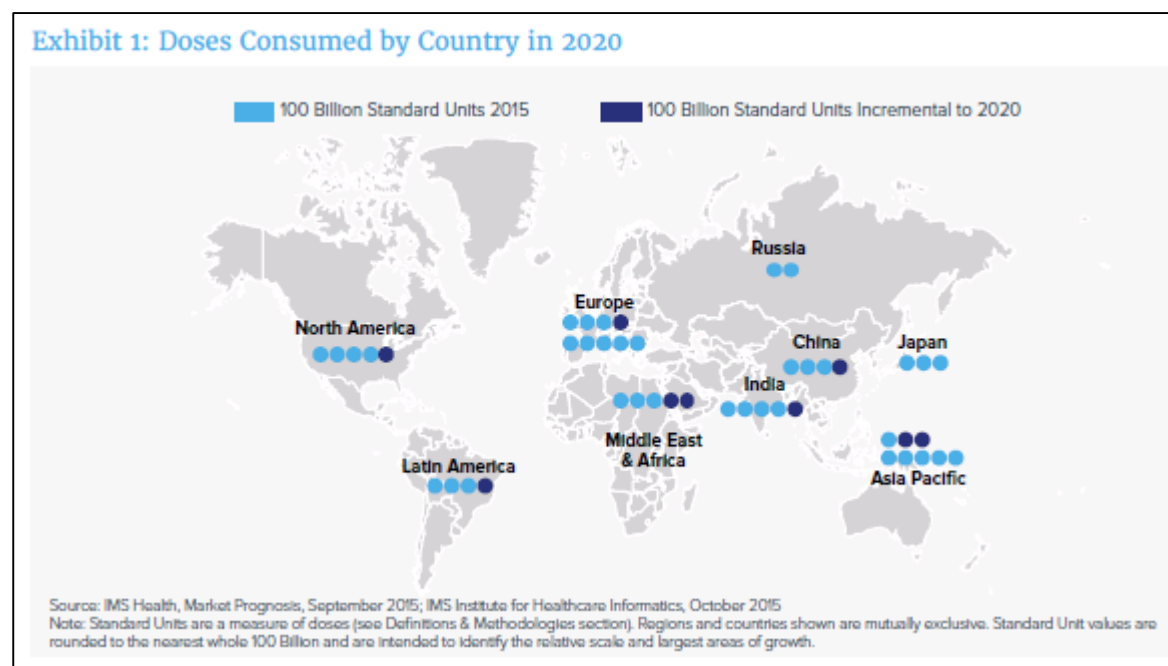 Exhibit 1: Doses Consumed by Country in 2020
100 Billion Standard Units 2015
100 Billion Standard Units Incremental to 2020
Russia
Europe
North America
China
Japan
India
Middle East
& Africa
Latin America
Asia Pacific
Source: IMS Health, Market Prognosis, September 2015; IMS Institute for Healthcare Informatics, October 2015
Note: Standard Units are a measure of doses (see Definitions & Methodologies section). Regions and countries shown are mutually exclusive. Standard Unit values are
rounded to the nearest whole 100 Billion and are intended to identify the relative scale and largest areas of growth.